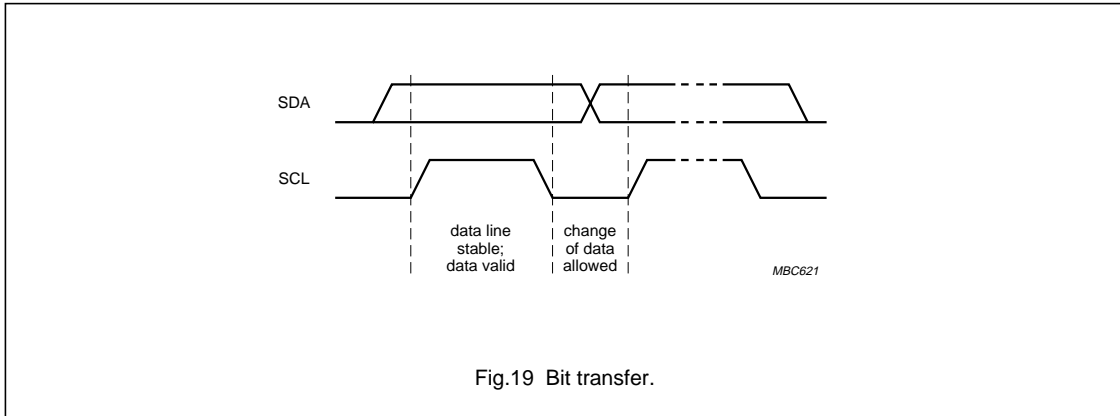 SDA
SCL
data line
stable;
data valid
change
of data
allowed
MBC621
Fig.19 Bit transfer.